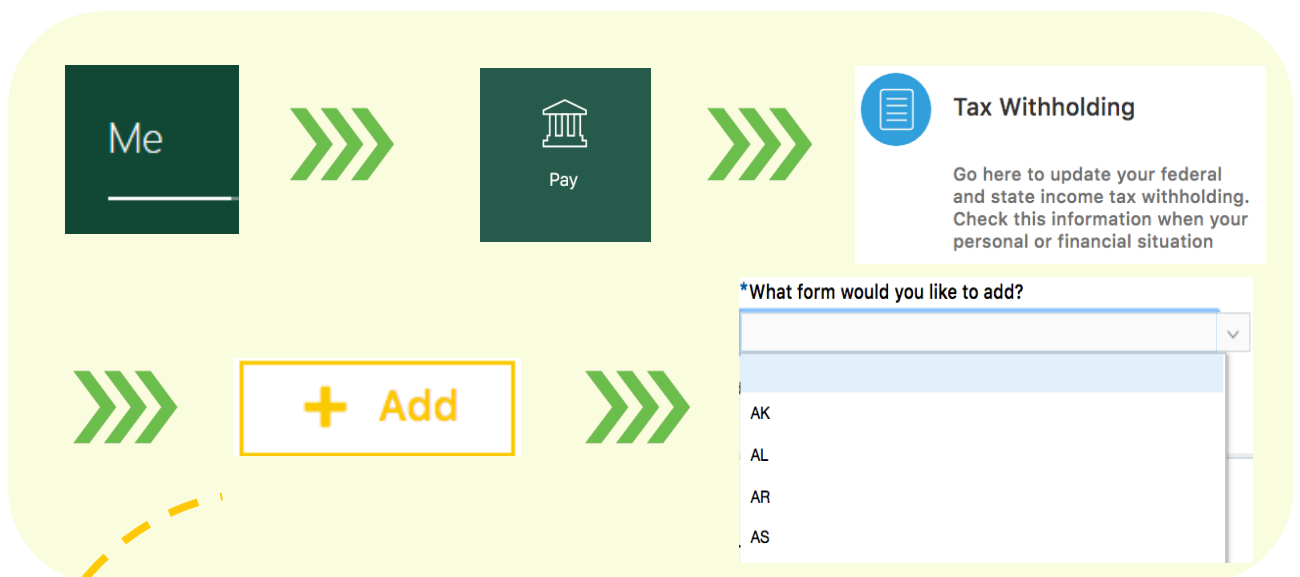 Me
Pay
Tax Withholding
Go here to update your federal
and state income tax withholding.
Check this information when your
personal or financial situation
+ Add
*What form would you like to add?
AK
AL
AR
AS